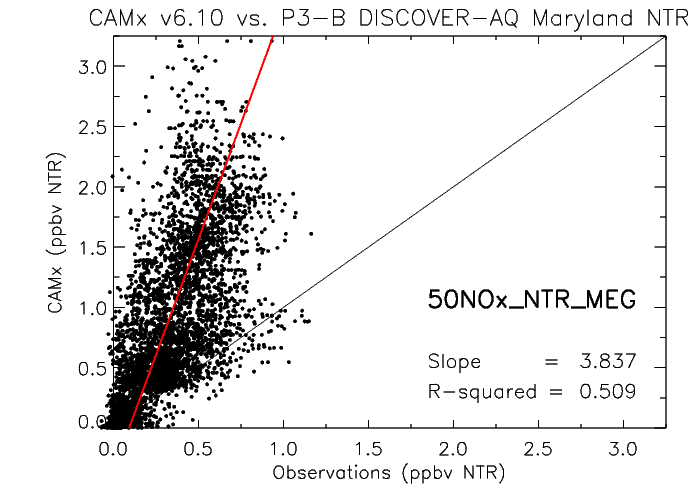 CAMx v6.10 vs. P3-B DISCOVER-AQ Maryland NTR
3.0
2.5
2.0
1.5
1.0
0.5
0.0
CAMx (ppbv NTR)
50NOx_NTR_MEG
Slope = 3.837
R-squared = 0.509
0.0 0.5 1.0 1.5 2.0 2.5 3.0
Observations (ppbv NTR)